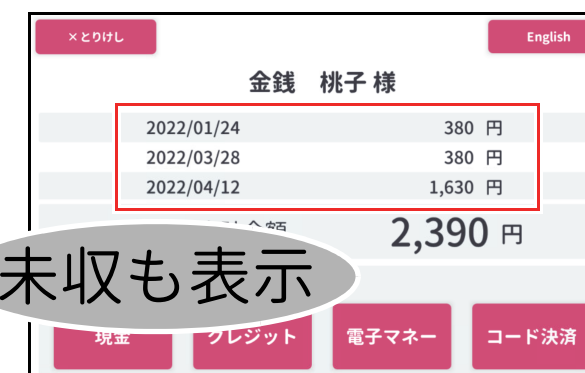 ×とりけし
English
金銭 桃子 様
2022/01/24 380 円
2022/03/28 380 円
2022/04/12 1,630 円
2,390 円
未収も表示
現金
クレジット
電子マネー
コード決済